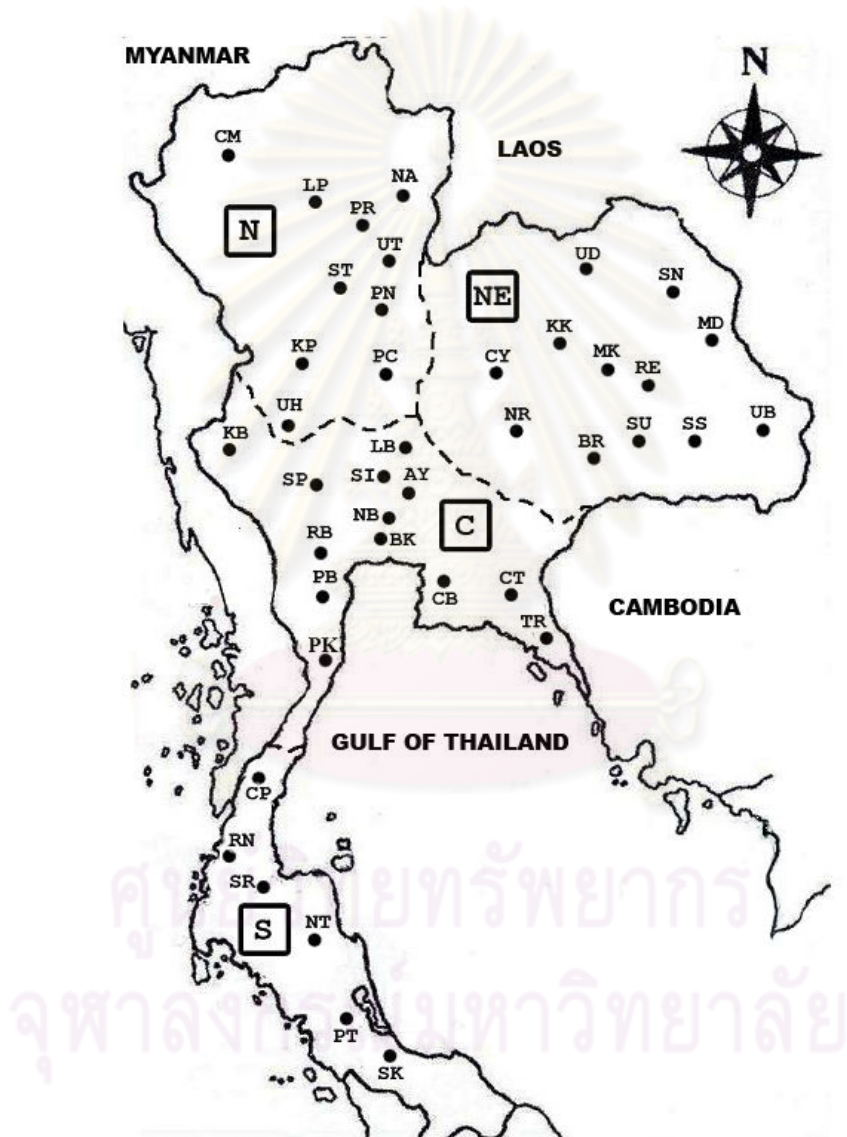 MYANMAR
N
CM
LAOS
LP
NA
PR
N
UT
UD
ST
SN
NE
PN
MD
KK
KP
PC
CY
MK
RE
UH
NR
SU
SS
UB
KB
LB
BR
SP
SI
AY
NB
C
RB
BK
PB
CB
CT
CAMBODIA
TR
PK
GULF OF THAILAND
CP
RN
SR
S
NT
PT
SK
ศูนย์วิทยทรัพยากร
จุฬาลงกรณ์มหาวิทยาลัย